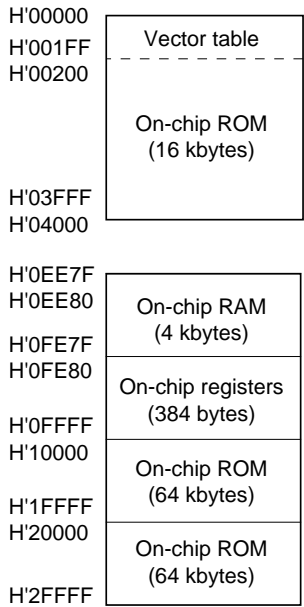 H'00000
Vector table
H'001FF
H'00200
On-chip ROM
(16 kbytes)
H'03FFF
H'04000
H'0EE7F
H'0EE80
On-chip RAM
(4 kbytes)
H'0FE7F
H'0FE80
On-chip registers
(384 bytes)
H'0FFFF
H'10000
On-chip ROM
(64 kbytes)
H'1FFFF
H'20000
On-chip ROM
(64 kbytes)
H'2FFFF